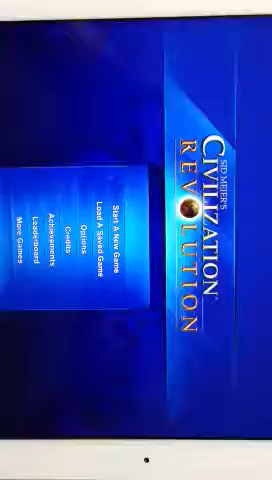 SID MEIER'S
CIVILIZATION
REVOLUTION
Start A New Game
Load A Saved Game
Options
Credits
Achievements
Leaderboard
More Games